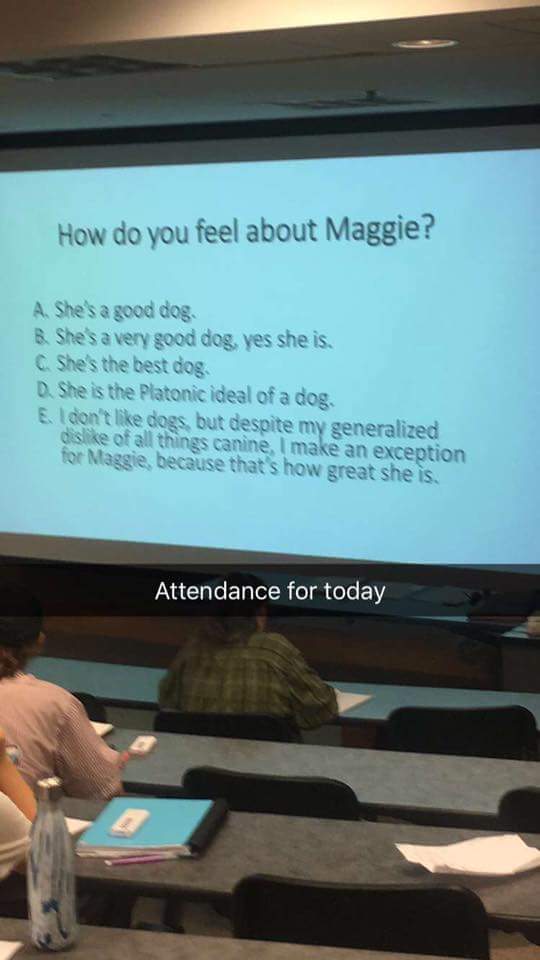 How do you feel about Maggie?
A. She's a good dog.
B. She's a very good dog, yes she is.
C. She's the best dog.
D. She is the Platonic ideal of a dog.
E. I don't like dogs, but despite my generalized
dislike of all things canine, I make an exception
for Maggie, because that's how great she is.
Attendance for today